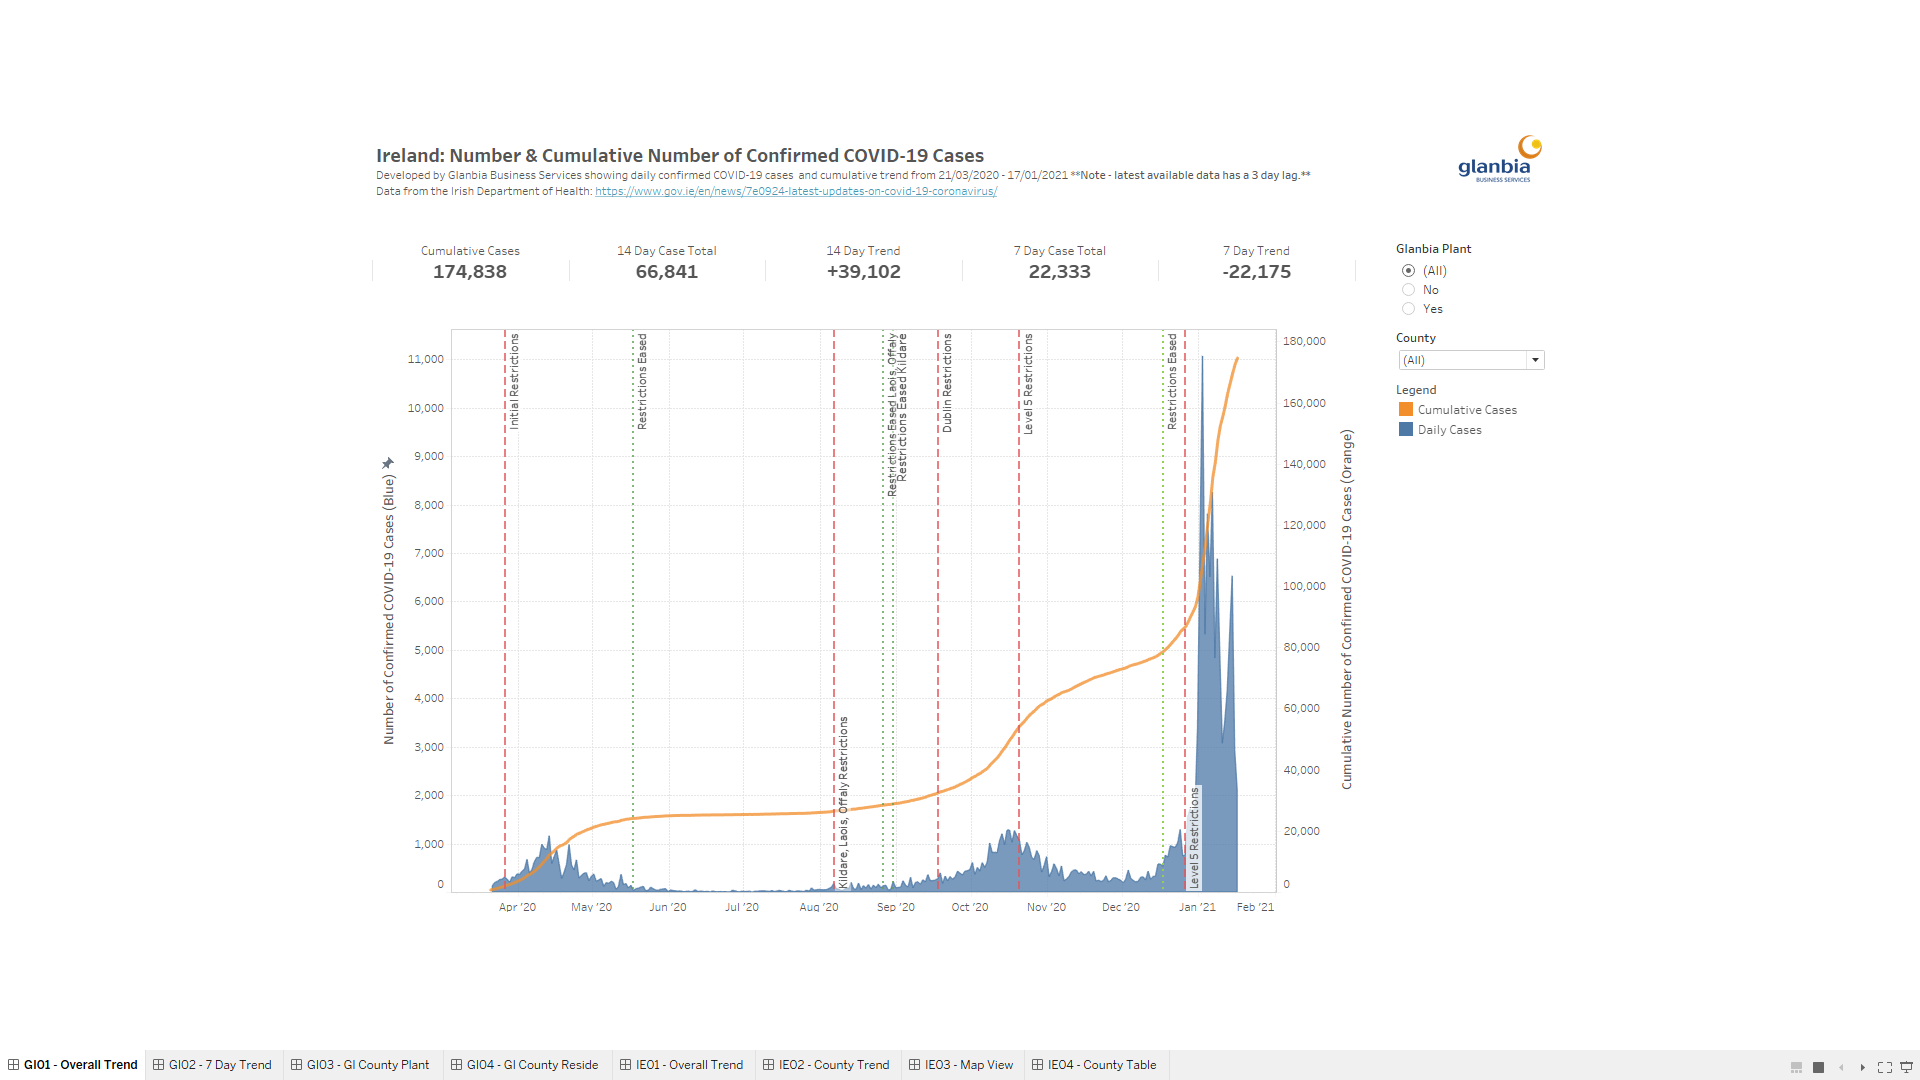 Ireland: Number & Cumulative Number of Confirmed COVID-19 Cases
Developed by Glanbia Business Services showing daily confirmed COVID-19 cases and cumulative trend from 21/03/2020 - 17/01/2021 **Note - latest available data has a 3 day lag.**
Data from the Irish Department of Health: https://www.gov.ie/en/news/7e0924-latest-updates-on-covid-19-coronavirus/
glanbia
BUSINESS SERVICES
Cumulative Cases
174,838
14 Day Case Total
66,841
14 Day Trend
+39,102
7 Day Case Total
22,333
7 Day Trend
-22,175
Glanbia Plant
(All)
No
Yes
County
(All)
Legend
Cumulative Cases
Daily Cases
Number of Confirmed COVID-19 Cases (Blue)
11,000
10,000
9,000
8,000
7,000
6,000
5,000
4,000
3,000
2,000
1,000
0
Initial Restrictions
Restrictions Eased
Kildare, Laois, Offaly Restrictions
Restrictions Eased Laois, Offaly
Restrictions Eased Kildare
Dublin Restrictions
Level 5 Restrictions
Restrictions Eased
Level 5 Restrictions
180,000
160,000
140,000
120,000
100,000
80,000
60,000
40,000
20,000
0
Cumulative Number of Confirmed COVID-19 Cases (Orange)
Apr '20
May '20
Jun '20
Jul '20
Aug '20
Sep '20
Oct '20
Nov '20
Dec '20
Jan '21
Feb '21
GI01 - Overall Trend
GI02 - 7 Day Trend
GI03 - GI County Plant
GI04 - GI County Reside
IE01 - Overall Trend
IE02 - County Trend
IE03 - Map View
IE04 - County Table